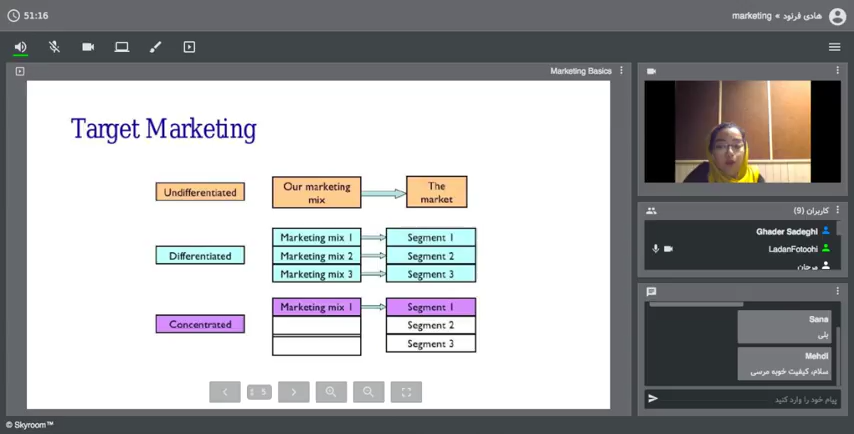 51:16
هادی فرنود » marketing
Marketing Basics
Target Marketing
Undifferentiated
Our marketing
mix
The
market
Differentiated
Marketing mix 1
Segment 1
Marketing mix 2
Segment 2
Marketing mix 3
Segment 3
Concentrated
Marketing mix 1
Segment 1
Segment 2
Segment 3
1 5
کاربران (9)
Ghader Sadeghi
LadanFotoohi
مرجان
Sana
بلی
Mehdi
سلام، کیفیت خوبه مرسی
پیام خود را وارد کنید
© Skyroom™